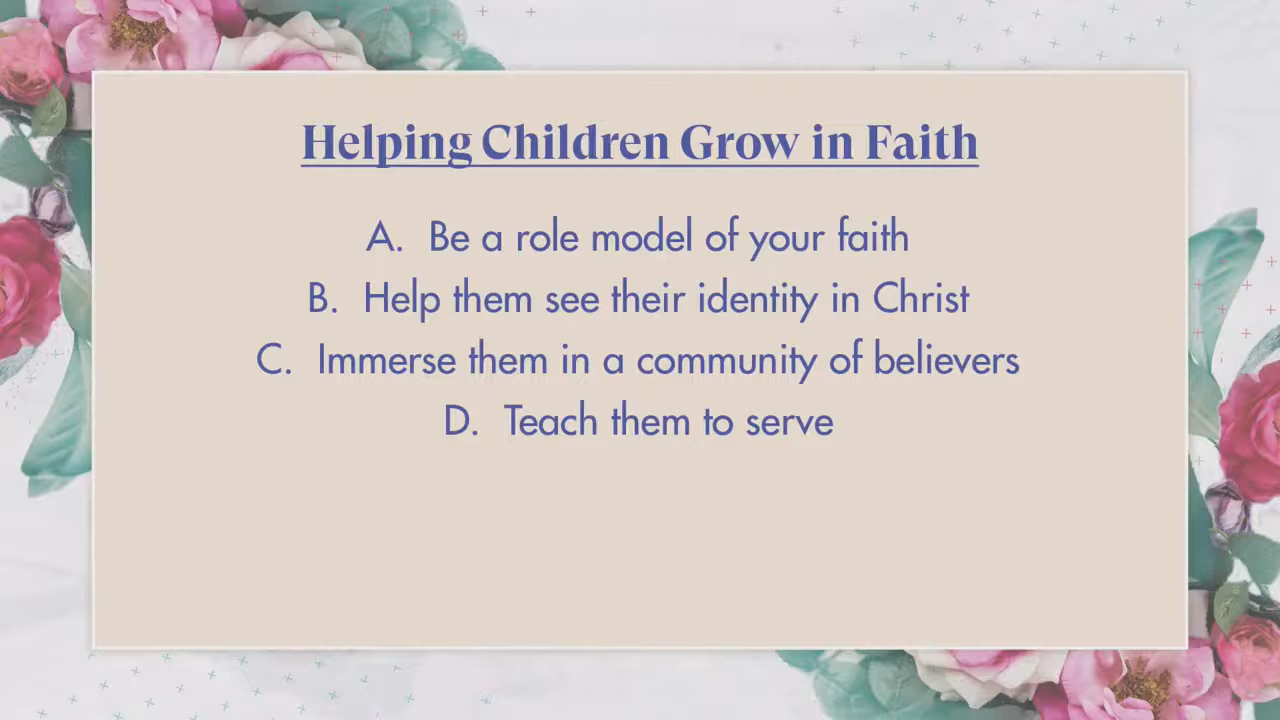 Helping Children Grow in Faith
A. Be a role model of your faith
B. Help them see their identity in Christ
C. Immerse them in a community of believers
D. Teach them to serve